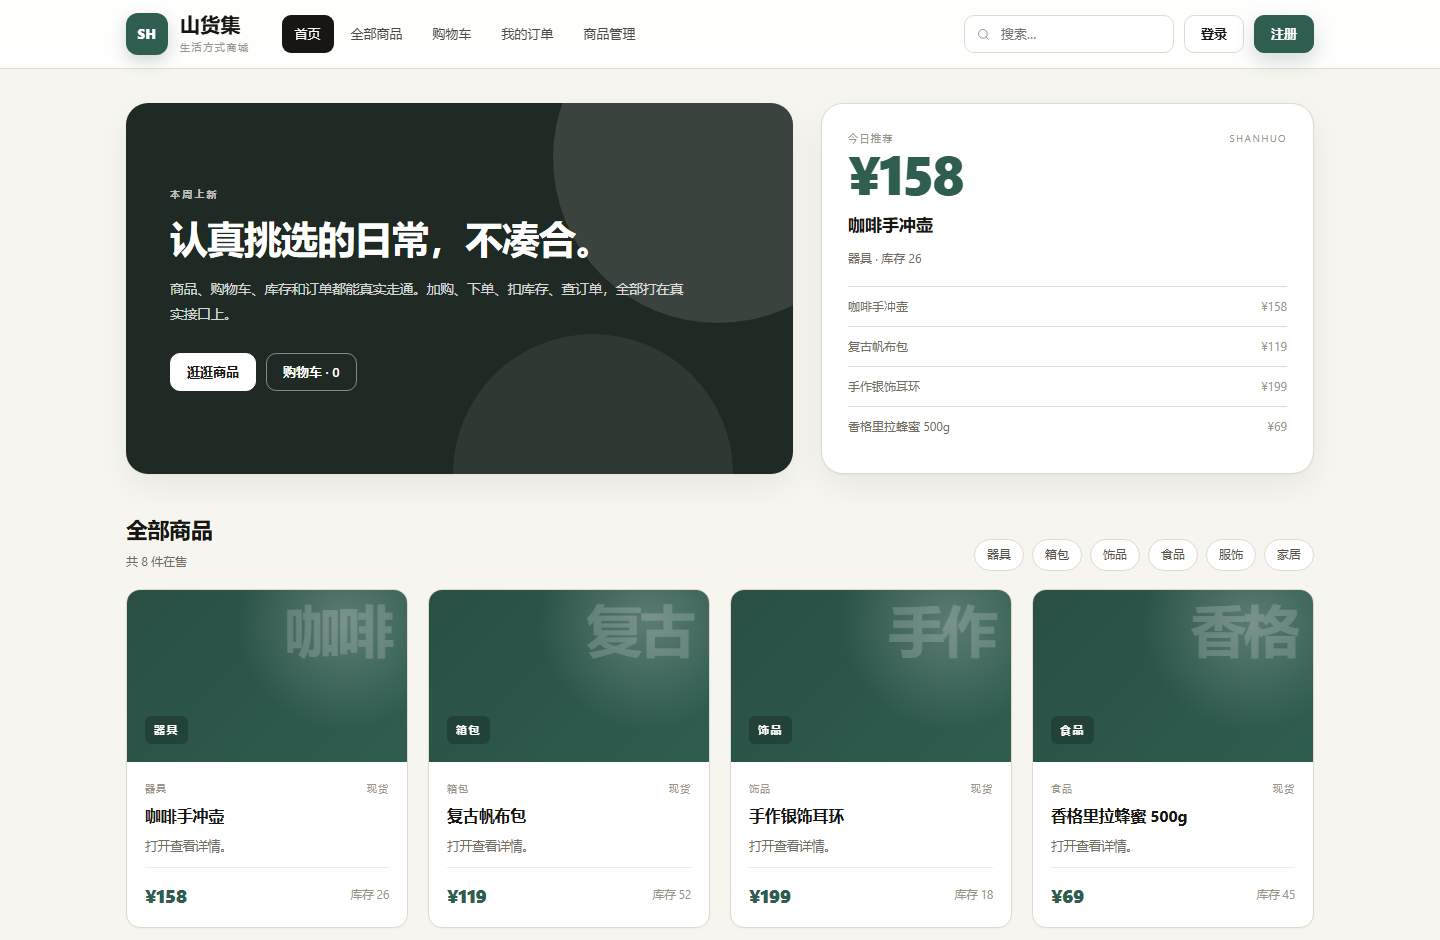 SH
山货集
生活方式商城
首页
全部商品
购物车
我的订单
商品管理
搜索...
登录
注册
本周上新
认真挑选的日常，不凑合。
商品、购物车、库存和订单都能真实走通。加购、下单、扣库存、查订单，全部打在真
实接口上。
逛逛商品
购物车 · 0
今日推荐
SHANHUO
¥158
咖啡手冲壶
器具 · 库存 26
咖啡手冲壶 ¥158
复古帆布包 ¥119
手作银饰耳环 ¥199
香格里拉蜂蜜 500g ¥69
全部商品
共 8 件在售
器具
箱包
饰品
食品
服饰
家居
咖啡
器具
器具 现货
咖啡手冲壶
打开查看详情。
¥158 库存 26
复古
箱包
箱包 现货
复古帆布包
打开查看详情。
¥119 库存 52
手作
饰品
饰品 现货
手作银饰耳环
打开查看详情。
¥199 库存 18
香格
食品
食品 现货
香格里拉蜂蜜 500g
打开查看详情。
¥69 库存 45